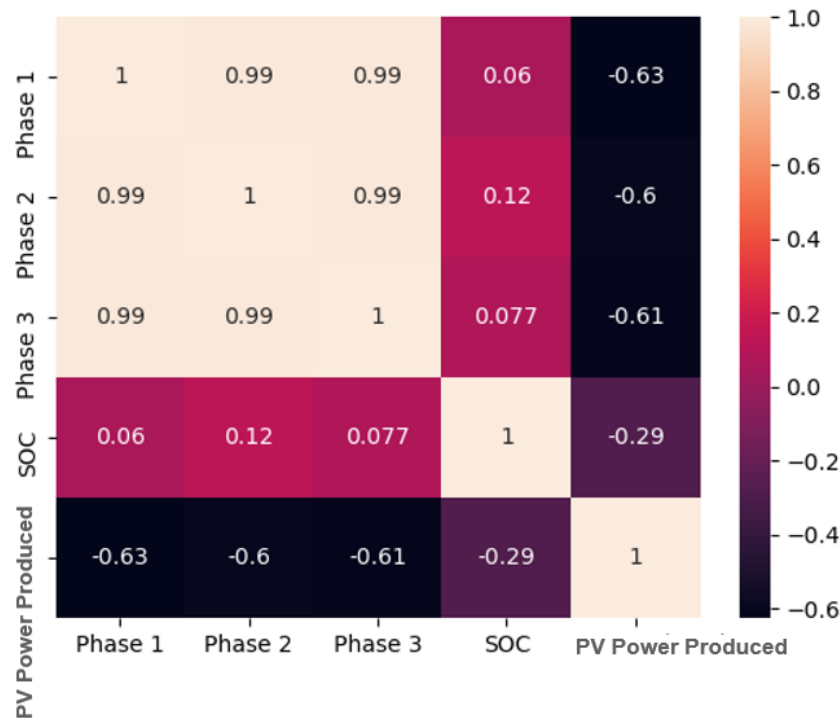 Phase 1 1 0.99 0.99 0.06 -0.63
Phase 2 0.99 1 0.99 0.12 -0.6
Phase 3 0.99 0.99 1 0.077 -0.61
SOC 0.06 0.12 0.077 1 -0.29
PV Power Produced -0.63 -0.6 -0.61 -0.29 1
Phase 1 Phase 2 Phase 3 SOC PV Power Produced
1.0
0.8
0.6
0.4
0.2
0.0
−0.2
−0.4
−0.6